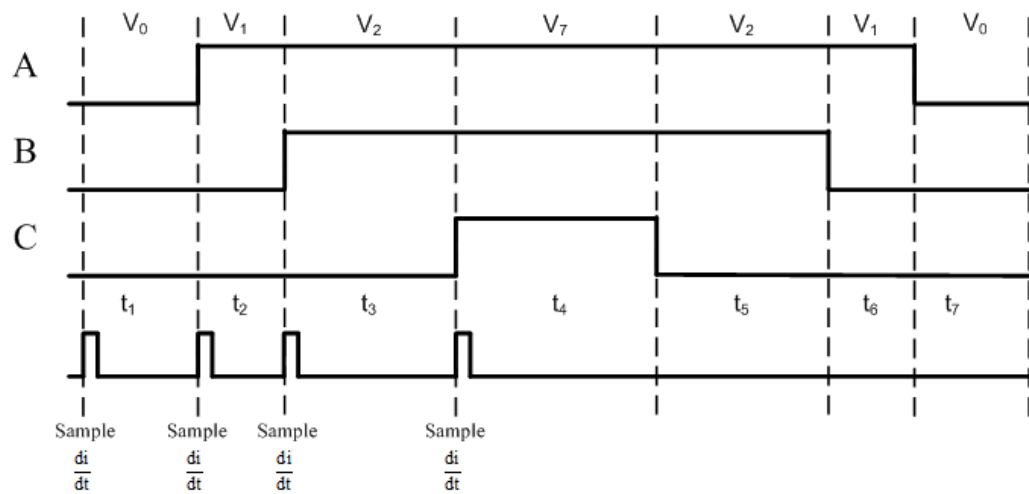 V₀ V₁ V₂ V₇ V₂ V₁ V₀
A
B
C
t₁ t₂ t₃ t₄ t₅ t₆ t₇
Sample Sample Sample Sample
di di di di
dt dt dt dt